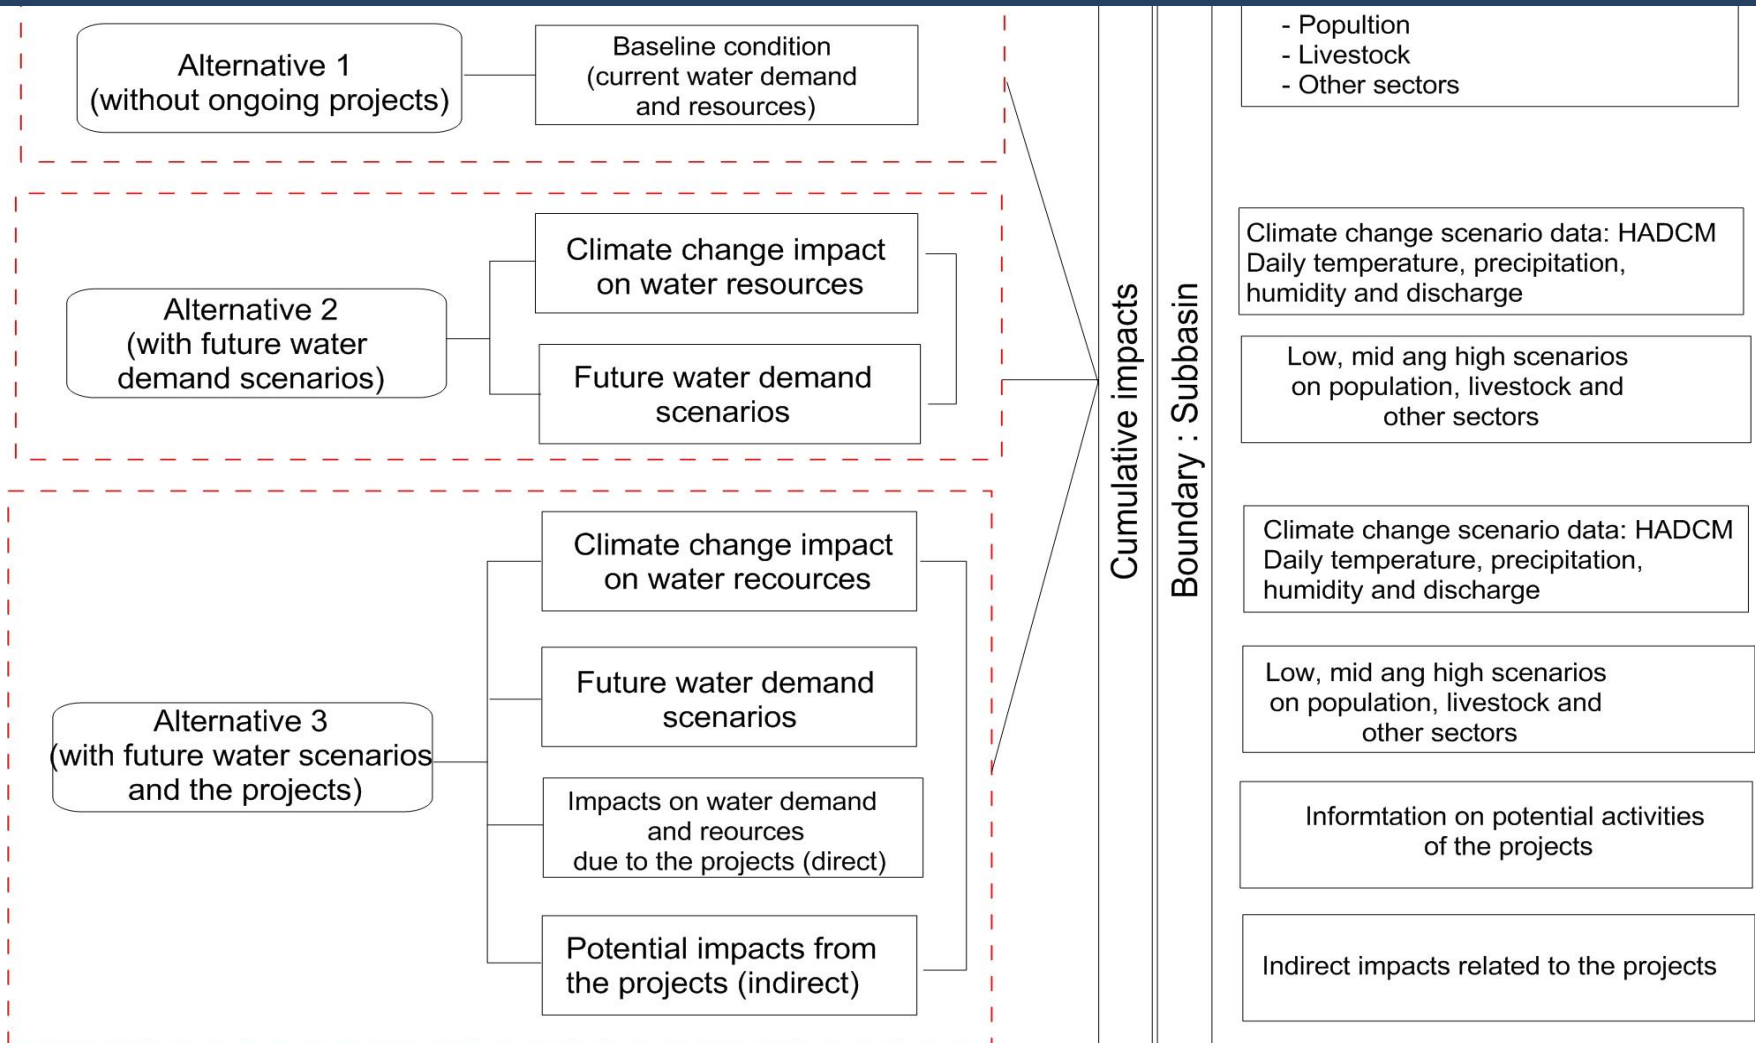 Alternative 1
(without ongoing projects)
Baseline condition
(current water demand
and resources)
- Popultion
- Livestock
- Other sectors
Alternative 2
(with future water
demand scenarios)
Climate change impact
on water resources
Future water demand
scenarios
Climate change scenario data: HADCM
Daily temperature, precipitation,
humidity and discharge
Low, mid ang high scenarios
on population, livestock and
other sectors
Cumulative impacts
Boundary : Subbasin
Alternative 3
(with future water scenarios
and the projects)
Climate change impact
on water recources
Future water demand
scenarios
Impacts on water demand
and reources
due to the projects (direct)
Potential impacts from
the projects (indirect)
Climate change scenario data: HADCM
Daily temperature, precipitation,
humidity and discharge
Low, mid ang high scenarios
on population, livestock and
other sectors
Informtation on potential activities
of the projects
Indirect impacts related to the projects